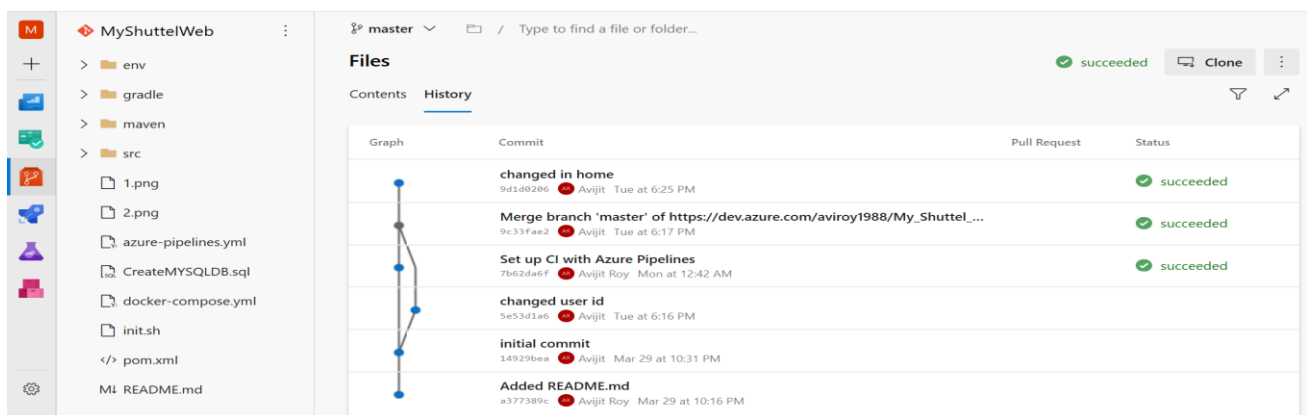 M
MyShuttelWeb
env
gradle
maven
src
1.png
2.png
azure-pipelines.yml
CreateMYSQLDB.sql
docker-compose.yml
init.sh
</> pom.xml
M↓ README.md
master / Type to find a file or folder...
Files
succeeded Clone
Contents History
Graph Commit Pull Request Status
changed in home
9d1d0206 AR Avijit Tue at 6:25 PM
succeeded
Merge branch 'master' of https://dev.azure.com/aviroy1988/My_Shuttel_...
9c33fae2 AR Avijit Tue at 6:17 PM
succeeded
Set up CI with Azure Pipelines
7b62da6f AR Avijit Roy Mon at 12:42 AM
succeeded
changed user id
5e53d1a6 AR Avijit Tue at 6:16 PM
initial commit
14929bea AR Avijit Mar 29 at 10:31 PM
Added README.md
a377389c AR Avijit Roy Mar 29 at 10:16 PM